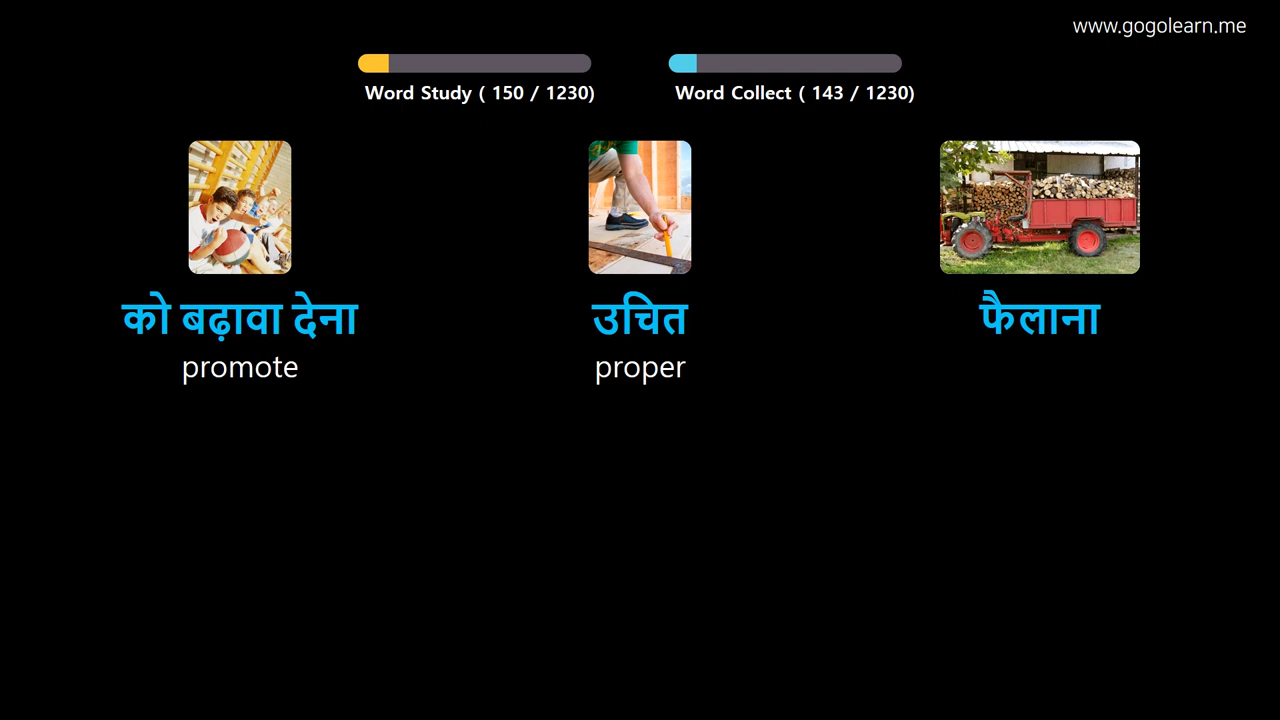 www.gogolearn.me
Word Study ( 150 / 1230)
Word Collect ( 143 / 1230)
को बढ़ावा देना
promote
उचित
proper
फैलाना